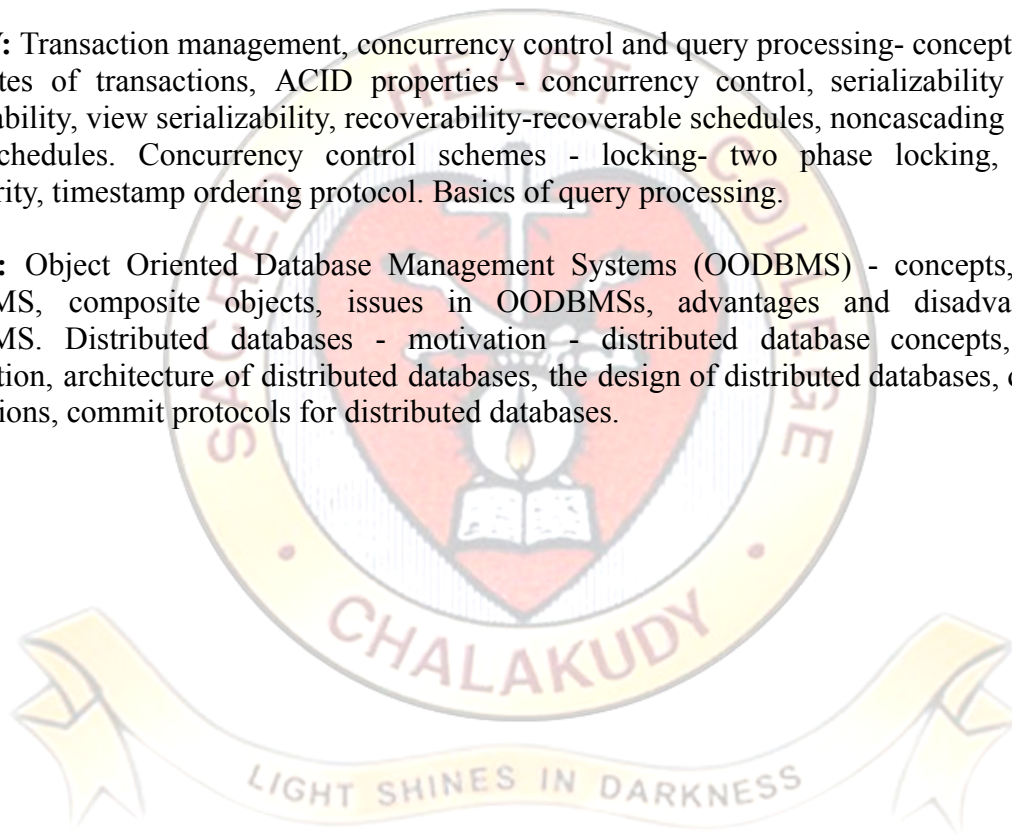 : Transaction management, concurrency control and query processing- concept
tes of transactions, ACID properties - concurrency control, serializability
ability, view serializability, recoverability-recoverable schedules, noncascading
chedules. Concurrency control schemes - locking- two phase locking,
rity, timestamp ordering protocol. Basics of query processing.
: Object Oriented Database Management Systems (OODBMS) - concepts,
MS, composite objects, issues in OODBMSs, advantages and disadva
MS. Distributed databases - motivation - distributed database concepts,
tion, architecture of distributed databases, the design of distributed databases,
ions, commit protocols for distributed databases.
SACRED HEART COLLEGE
CHALAKUDY
LIGHT SHINES IN DARKNESS